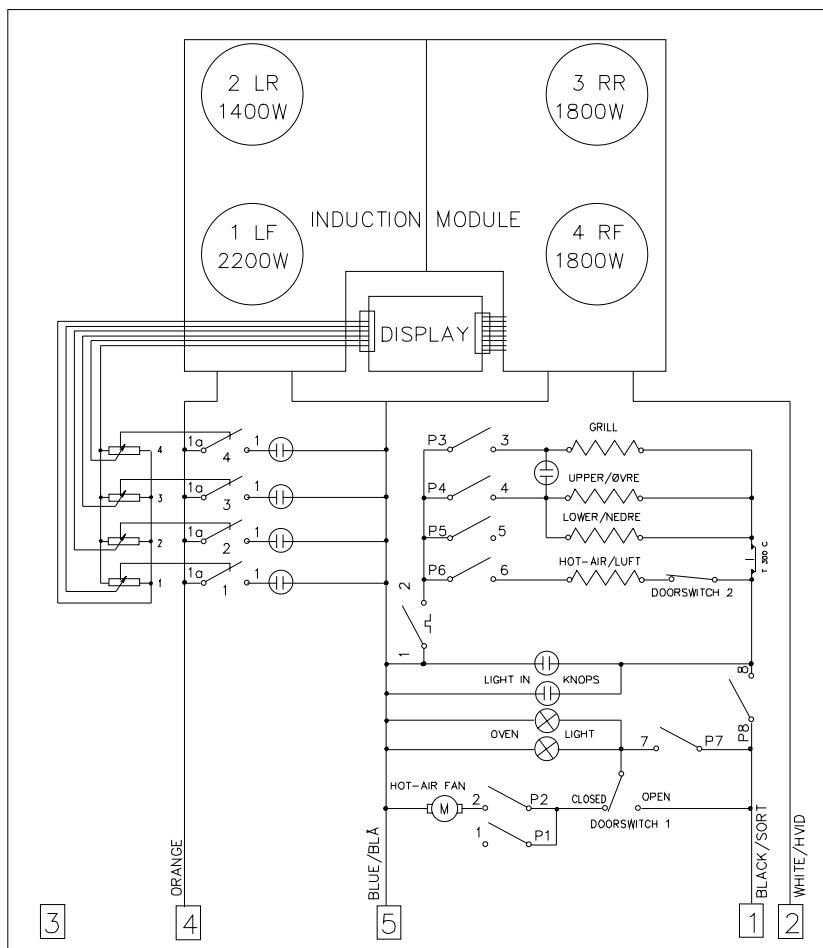 2 LR
1400W
3 RR
1800W
INDUCTION MODULE
1 LF
2200W
4 RF
1800W
DISPLAY
4
1a
1
4
3
1a
1
3
2
1a
1
2
1
1a
1
1
GRILL
P3
3
UPPER/ØVRE
P4
4
LOWER/NEDRE
P5
5
HOT-AIR/LUFT
P6
6
T 300 C
DOORSWITCH 2
2
1
LIGHT IN KNOPS
8
P8
OVEN LIGHT
7
P7
HOT-AIR FAN
M
2
P2
CLOSED
OPEN
1
P1
DOORSWITCH 1
ORANGE
BLUE/BLÅ
BLACK/SORT
WHITE/HVID
3
4
5
1
2